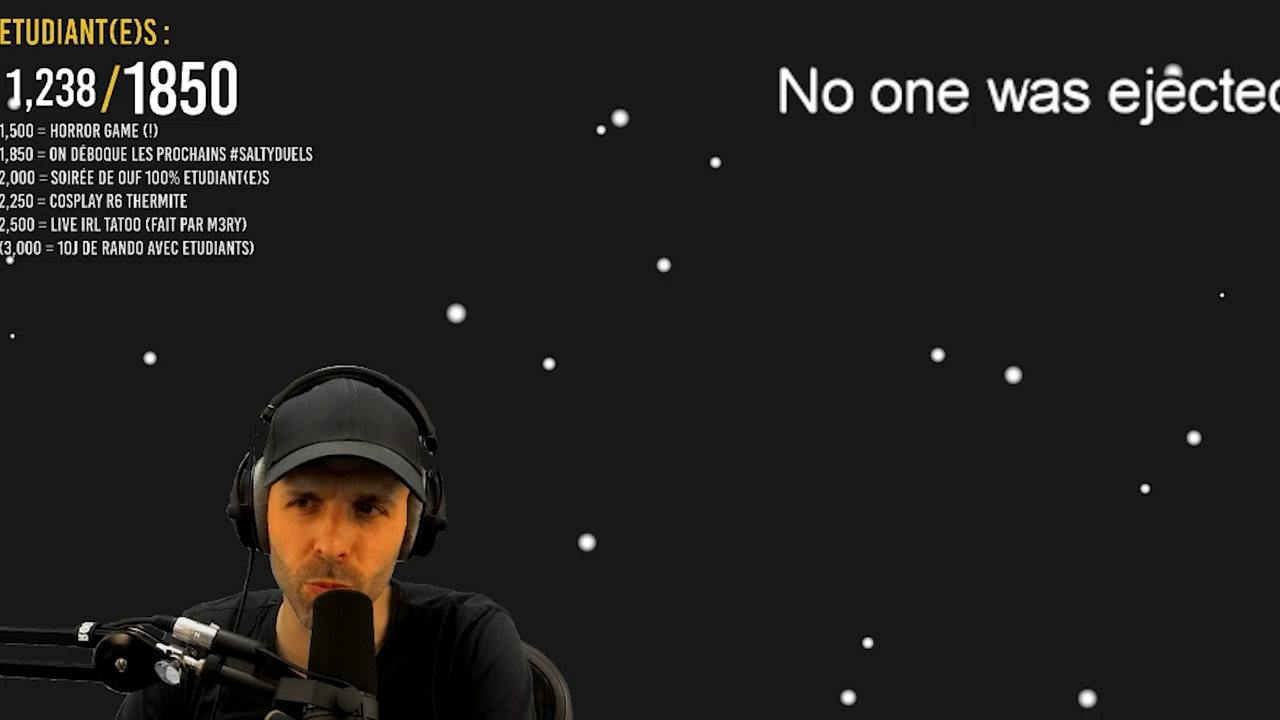 ETUDIANT(E)S :
1,238/1850
1,500 = HORROR GAME (!)
1,850 = ON DÉBOQUE LES PROCHAINS #SALTYDUELS
2,000 = SOIRÉE DE OUF 100% ETUDIANT(E)S
2,250 = COSPLAY R6 THERMITE
2,500 = LIVE IRL TATOO (FAIT PAR M3RY)
(3,000 = 10J DE RANDO AVEC ETUDIANTS)
No one was ejected